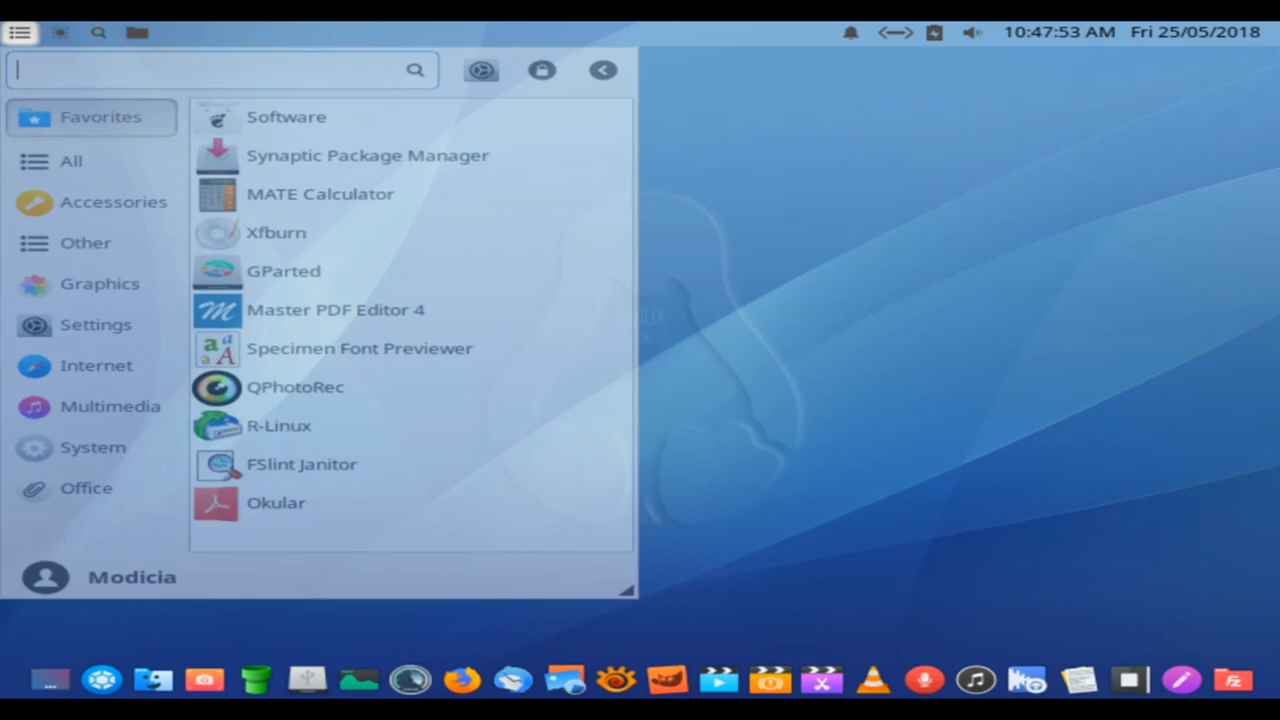 10:47:53 AM Fri 25/05/2018
Favorites
All
Accessories
Other
Graphics
Settings
Internet
Multimedia
System
Office
Software
Synaptic Package Manager
MATE Calculator
Xfburn
GParted
Master PDF Editor 4
Specimen Font Previewer
QPhotoRec
R-Linux
FSlint Janitor
Okular
Modicia